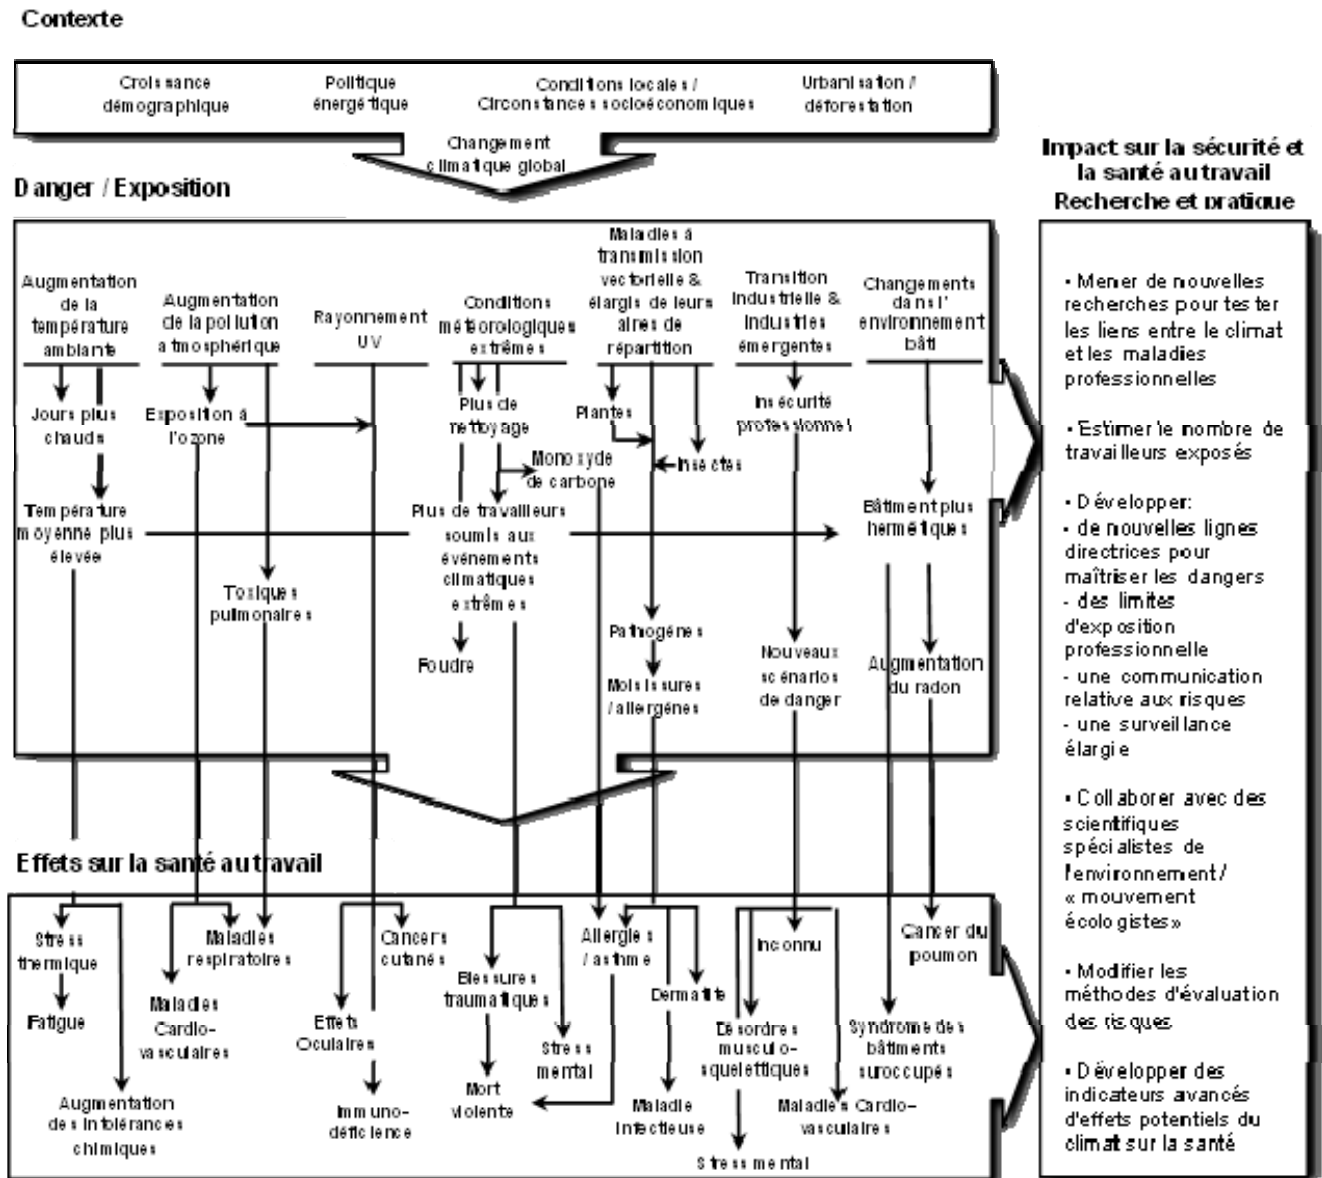 Contexte
Croissance
démographique
Politique
énergétique
Conditions locales /
Circonstances socioéconomiques
Urbanisation /
déforestation
Changement
climatique global
Danger / Exposition
Augmentation
de la
température
ambiante
Augmentation
de la pollution
atmosphérique
Rayonnement
UV
Conditions
météorologiques
extrêmes
Maladies à
transmission
vectorielle &
élargis de leurs
aires de
répartition
Transition
Industrielle &
Industries
émergentes
Changements
dans l'
environnement
bâti
Jours plus
chauds
Exposition à
l'ozone
Plus de
nettoyage
Plantes
Insécurité
professionnel
Monoxyde
de carbone
Insectes
Température
moyenne plus
élevée
Plus de travailleurs
soumis aux
événements
climatiques
extrêmes
Bâtiment plus
hermétiques
Toxiques
pulmonaires
Pathogènes
Foudre
Moisissures
/ allergènes
Nouveaux
scénarios
de danger
Augmentation
du radon
Effets sur la santé au travail
Stress
thermique
Maladies
respiratoires
Cancers
cutanés
Allergies
/ asthme
Inconnu
Cancer du
poumon
Blessures
traumatiques
Dermatite
Fatigue
Maladies
Cardio-
vasculaires
Effets
Oculaires
Stress
mental
Désordres
musculo-
squelettiques
Syndrome des
bâtiments
suroccupés
Augmentation
des intolérances
chimiques
Immuno-
déficience
Mort
violente
Maladie
Infectieuse
Maladies Cardio-
vasculaires
Stress mental
Impact sur la sécurité et
la santé au travail
Recherche et pratique
• Mener de nouvelles
recherches pour tester
les liens entre le climat
et les maladies
professionnelles
• Estimer le nombre de
travailleurs exposés
• Développer:
- de nouvelles lignes
directrices pour
maîtriser les dangers
- des limites
d'exposition
professionnelle
- une communication
relative aux risques
- une surveillance
élargie
• Collaborer avec des
scientifiques
spécialistes de
l'environnement /
« mouvement
écologistes»
• Modifier les
méthodes d'évaluation
des risques
• Développer des
indicateurs avancés
d'effets potentiels du
climat sur la santé